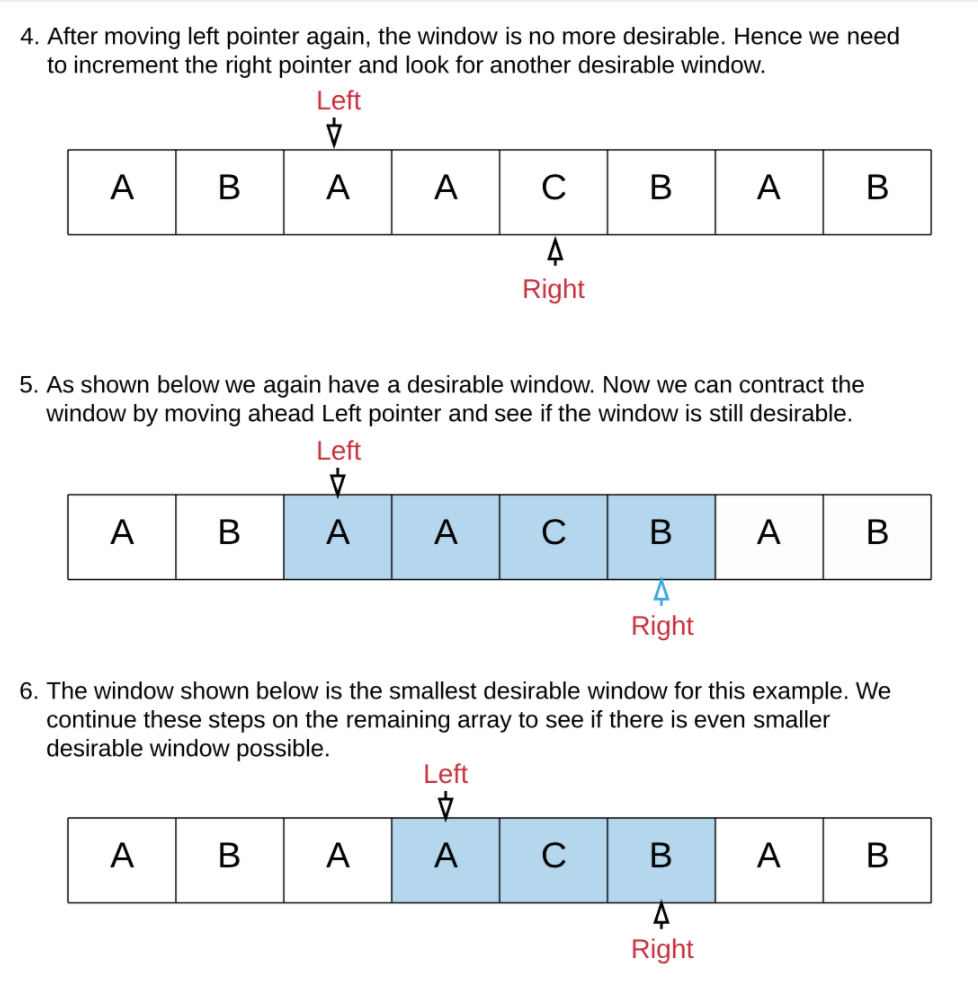 4. After moving left pointer again, the window is no more desirable. Hence we need
to increment the right pointer and look for another desirable window.
Left
A B A A C B A B
Right
5. As shown below we again have a desirable window. Now we can contract the
window by moving ahead Left pointer and see if the window is still desirable.
Left
A B A A C B A B
Right
6. The window shown below is the smallest desirable window for this example. We
continue these steps on the remaining array to see if there is even smaller
desirable window possible.
Left
A B A A C B A B
Right